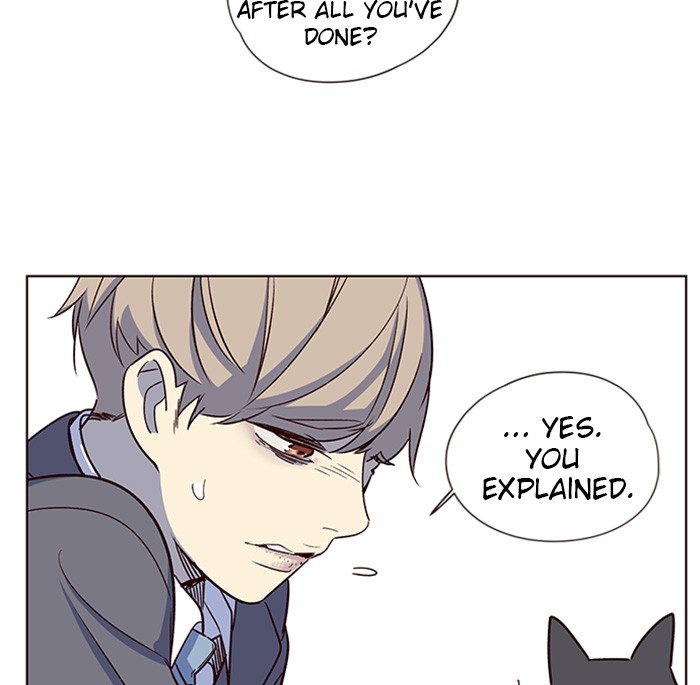 AFTER ALL YOU'VE
DONE?
... YES.
YOU
EXPLAINED.